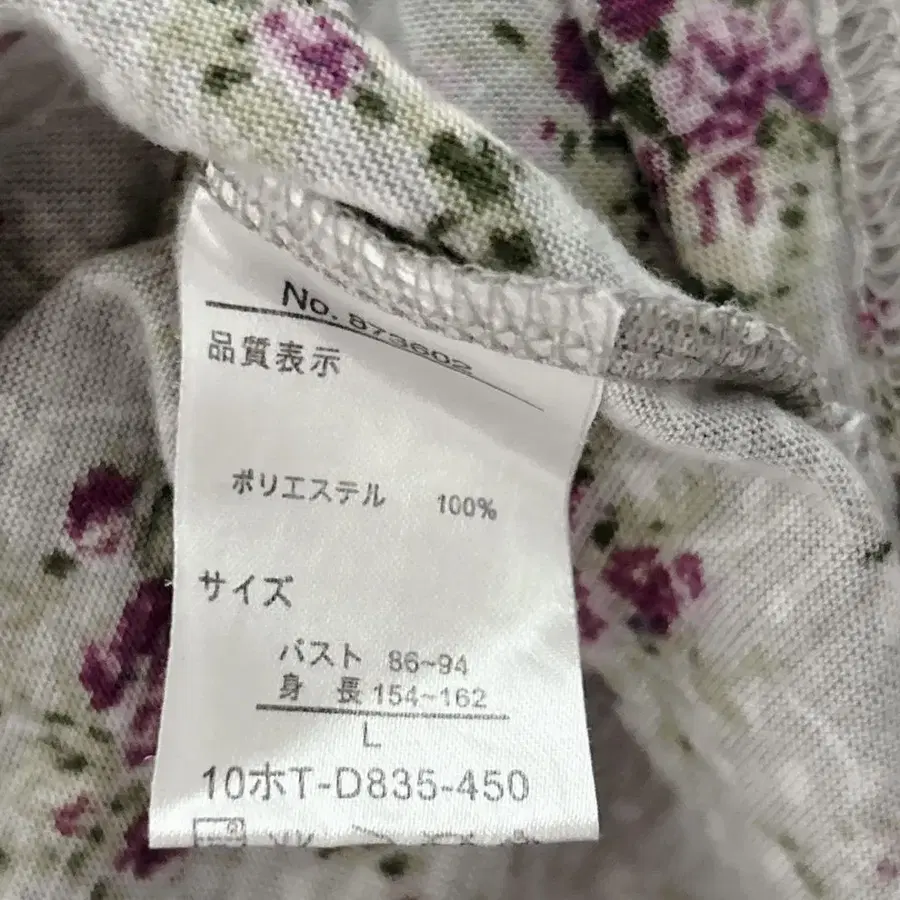 No. 873602
品質表示
ポリエステル 100%
サイズ
バスト 86~94
身 長 154~162
L
10ホT-D835-450